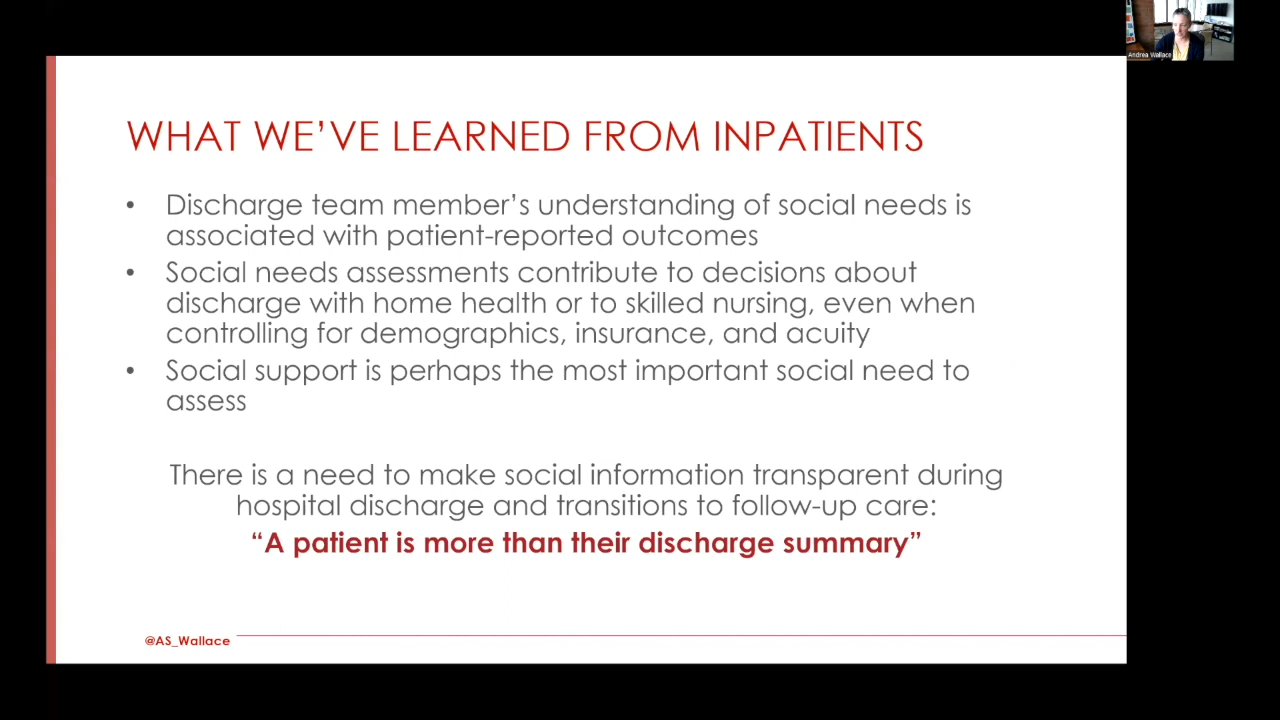 Andrea Wallace
WHAT WE’VE LEARNED FROM INPATIENTS
• Discharge team member’s understanding of social needs is
associated with patient-reported outcomes
• Social needs assessments contribute to decisions about
discharge with home health or to skilled nursing, even when
controlling for demographics, insurance, and acuity
• Social support is perhaps the most important social need to
assess
There is a need to make social information transparent during
hospital discharge and transitions to follow-up care:
“A patient is more than their discharge summary”
@AS_Wallace